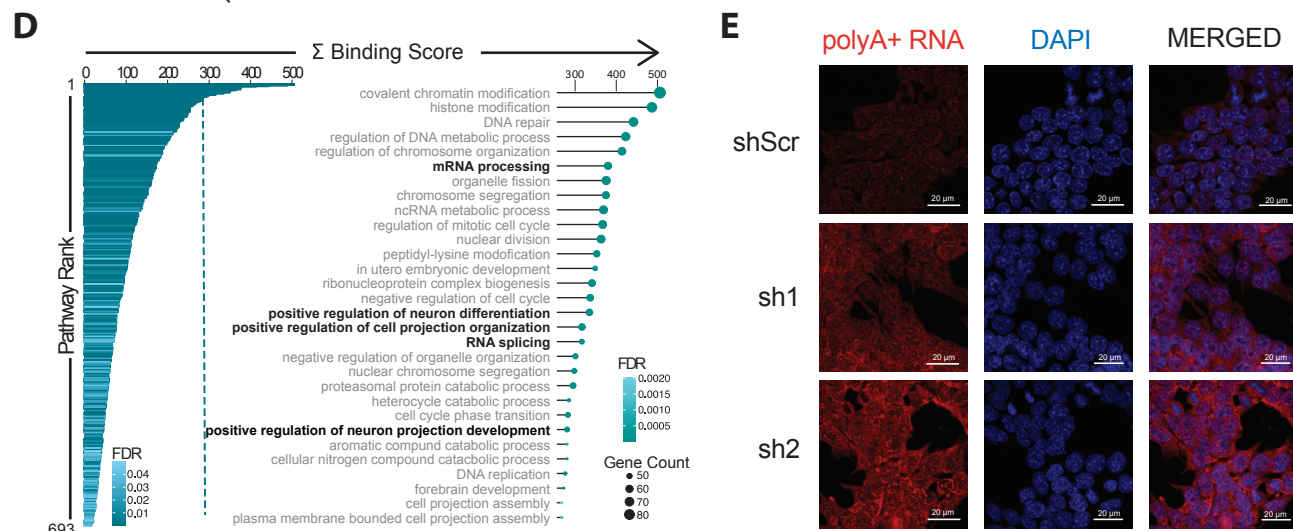 D
Σ Binding Score
0 100 200 300 400 500
1
Pathway Rank
693
FDR
0.04
0.03
0.02
0.01
300 400 500
covalent chromatin modification
histone modification
DNA repair
regulation of DNA metabolic process
regulation of chromosome organization
mRNA processing
organelle fission
chromosome segregation
ncRNA metabolic process
regulation of mitotic cell cycle
nuclear division
peptidyl-lysine modofication
in utero embryonic development
ribonucleoprotein complex biogenesis
negative regulation of cell cycle
positive regulation of neuron differentiation
positive regulation of cell projection organization
RNA splicing
negative regulation of organelle organization
nuclear chromosome segregation
proteasomal protein catabolic process
heterocycle catabolic process
cell cycle phase transition
positive regulation of neuron projection development
aromatic compund catabolic process
cellular nitrogen compound catacbolic process
DNA replication
forebrain development
cell projection assembly
plasma membrane bounded cell projection assembly
FDR
0.0020
0.0015
0.0010
0.0005
Gene Count
50
60
70
80
E
polyA+ RNA DAPI MERGED
shScr
20 µm 20 µm 20 µm
sh1
20 µm 20 µm 20 µm
sh2
20 µm 20 µm 20 µm